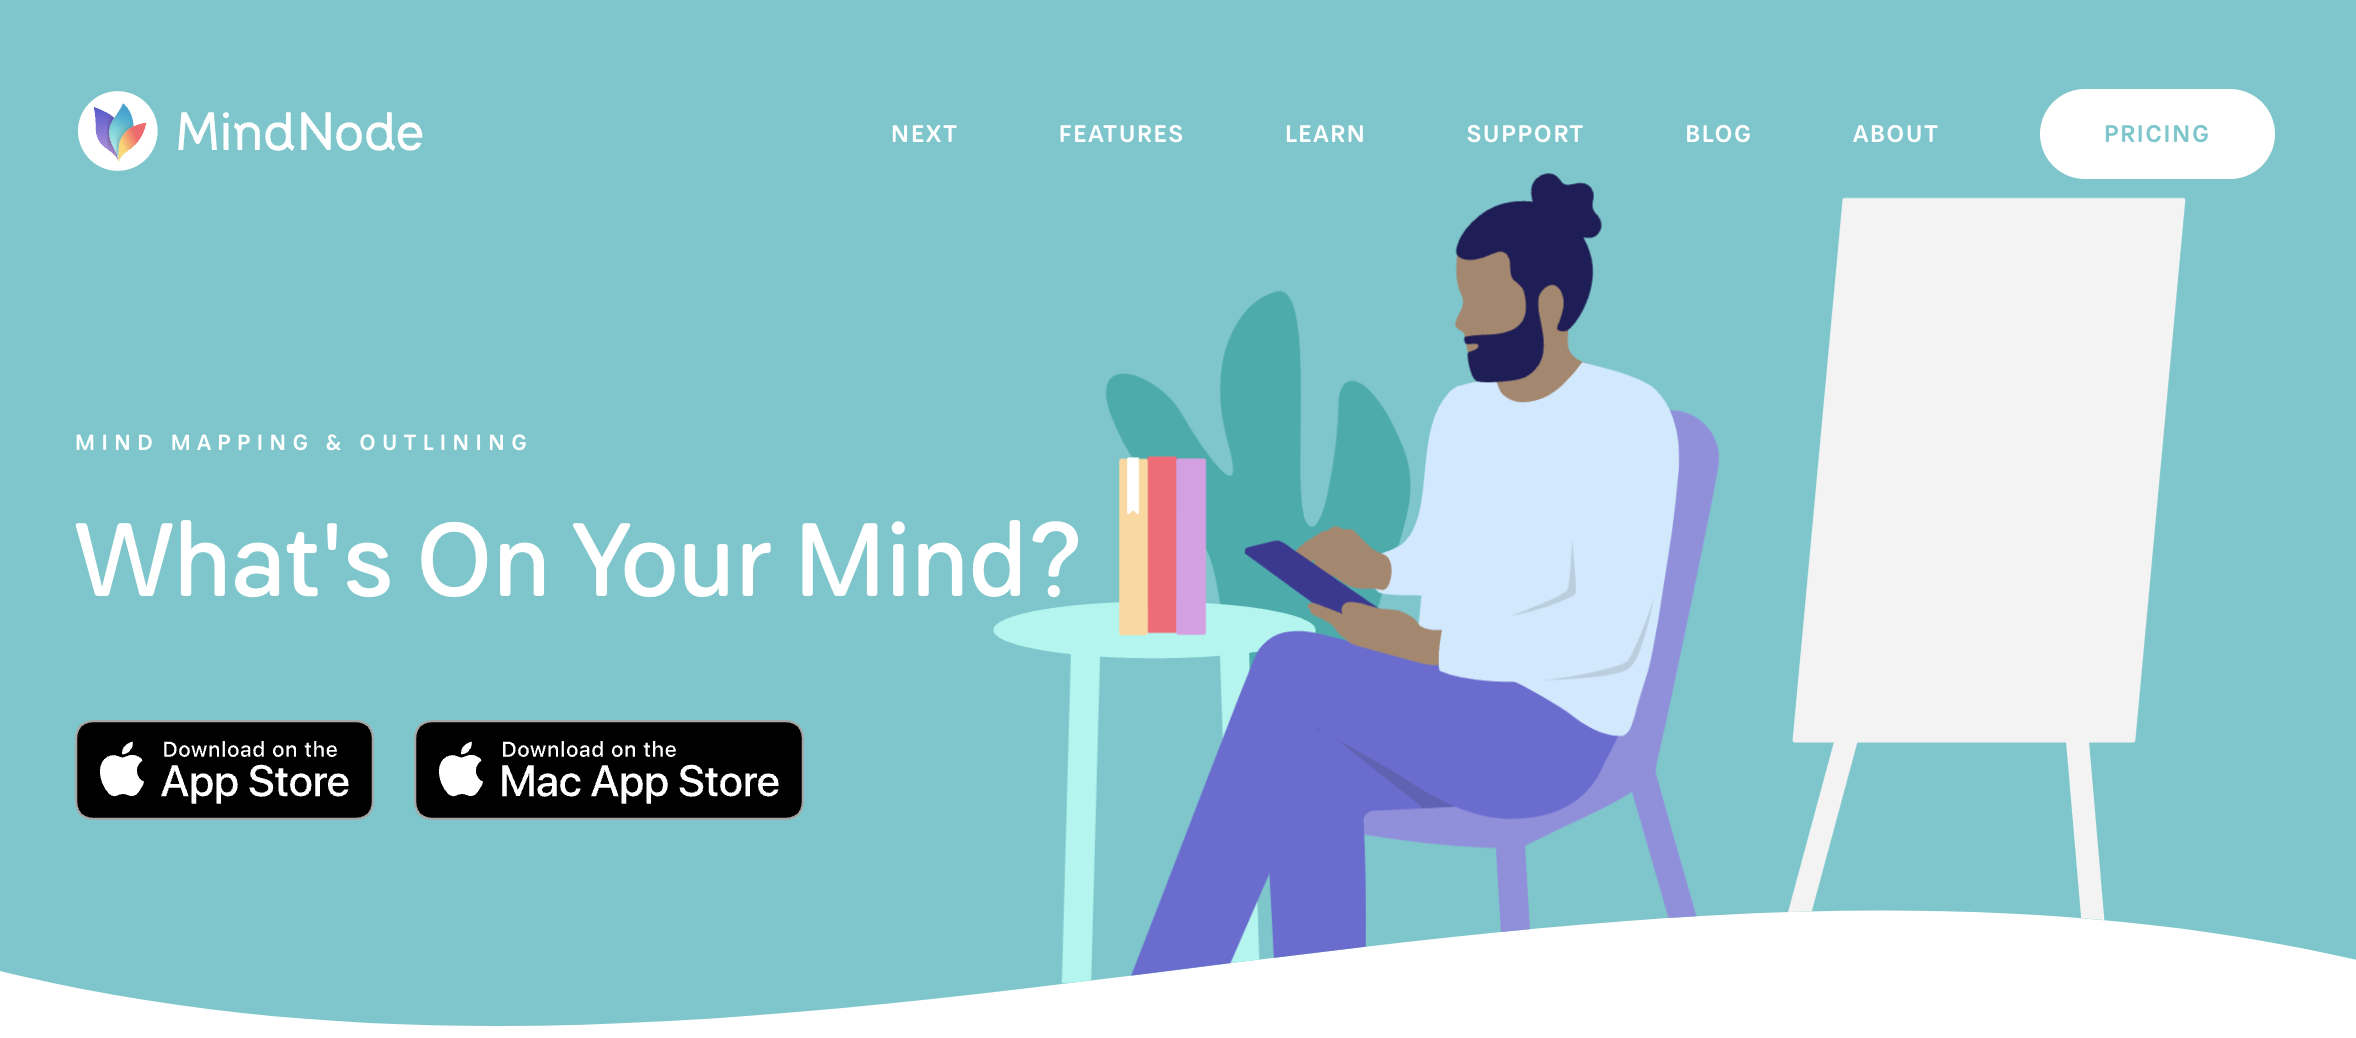 MindNode
NEXT
FEATURES
LEARN
SUPPORT
BLOG
ABOUT
PRICING
MIND MAPPING & OUTLINING
What's On Your Mind?
Download on the
App Store
Download on the
Mac App Store